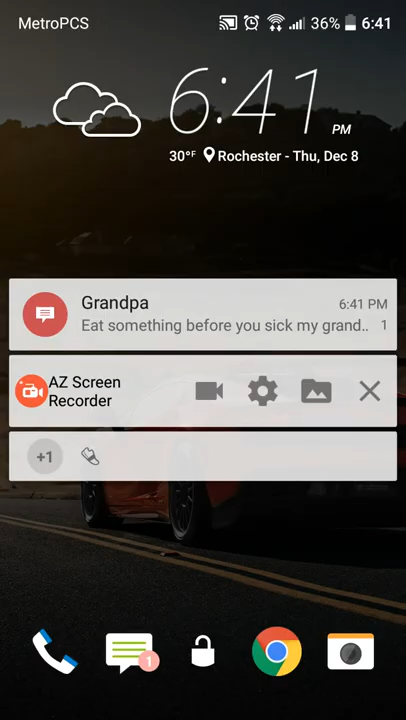 MetroPCS 36% 6:41
6:41 PM
30°F Rochester - Thu, Dec 8
Grandpa 6:41 PM
Eat something before you sick my grand.. 1
AZ Screen
Recorder
+1
1